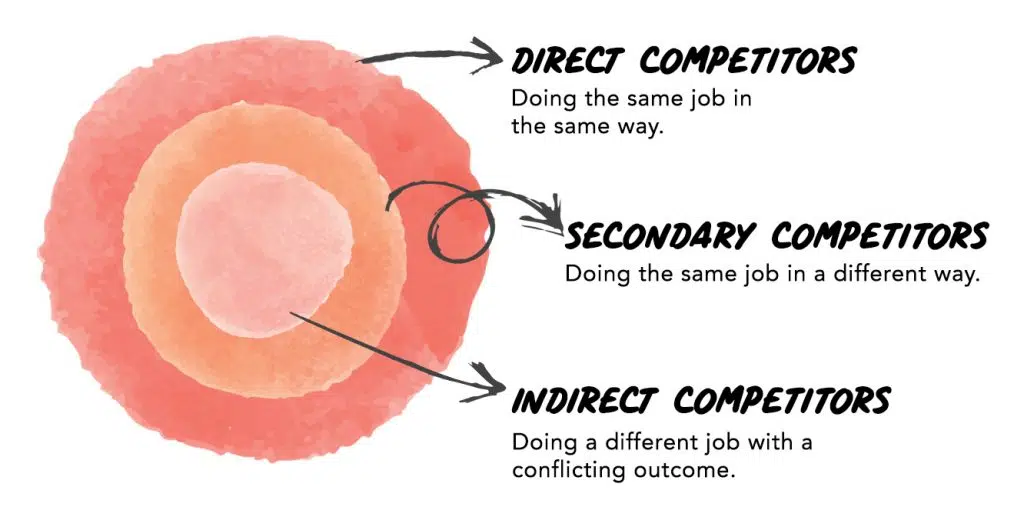 DIRECT COMPETITORS
Doing the same job in
the same way.
SECONDARY COMPETITORS
Doing the same job in a different way.
INDIRECT COMPETITORS
Doing a different job with a
conflicting outcome.